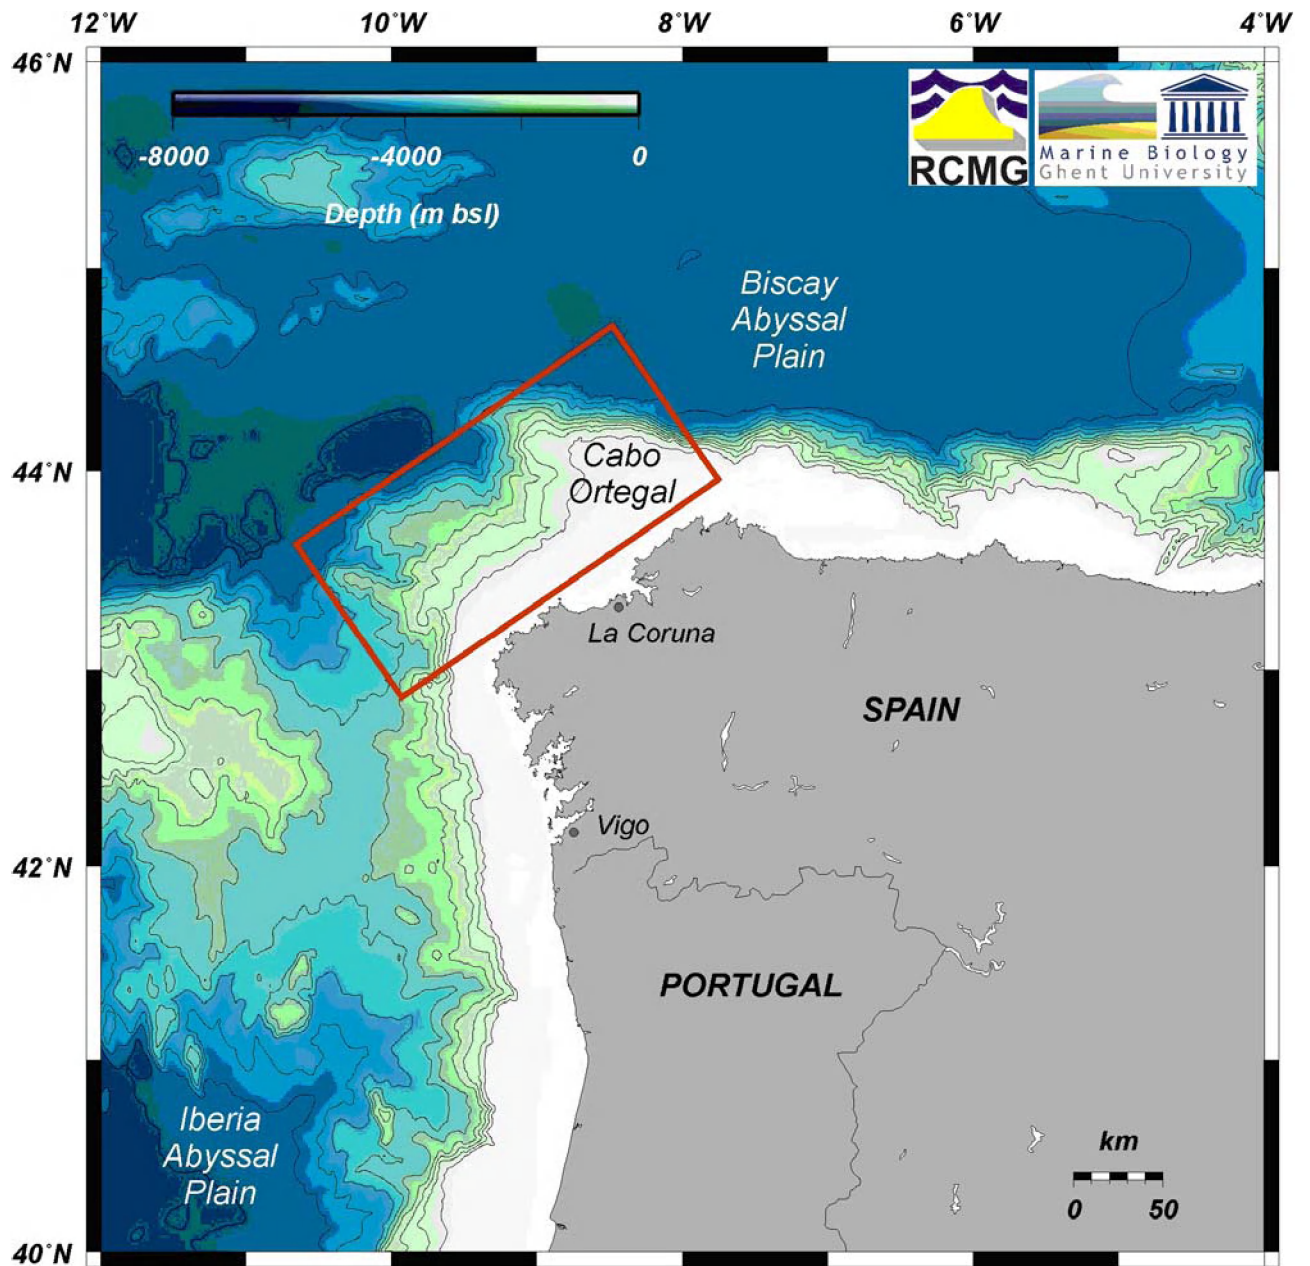 12°W 10°W 8°W 6°W 4°W
46°N
-8000 -4000 0
Depth (m bsl)
RCMG
Marine Biology
Ghent University
Biscay
Abyssal
Plain
44°N
Cabo
Ortegal
La Coruna
SPAIN
Vigo
42°N
PORTUGAL
Iberia
Abyssal
Plain
km
0 50
40°N